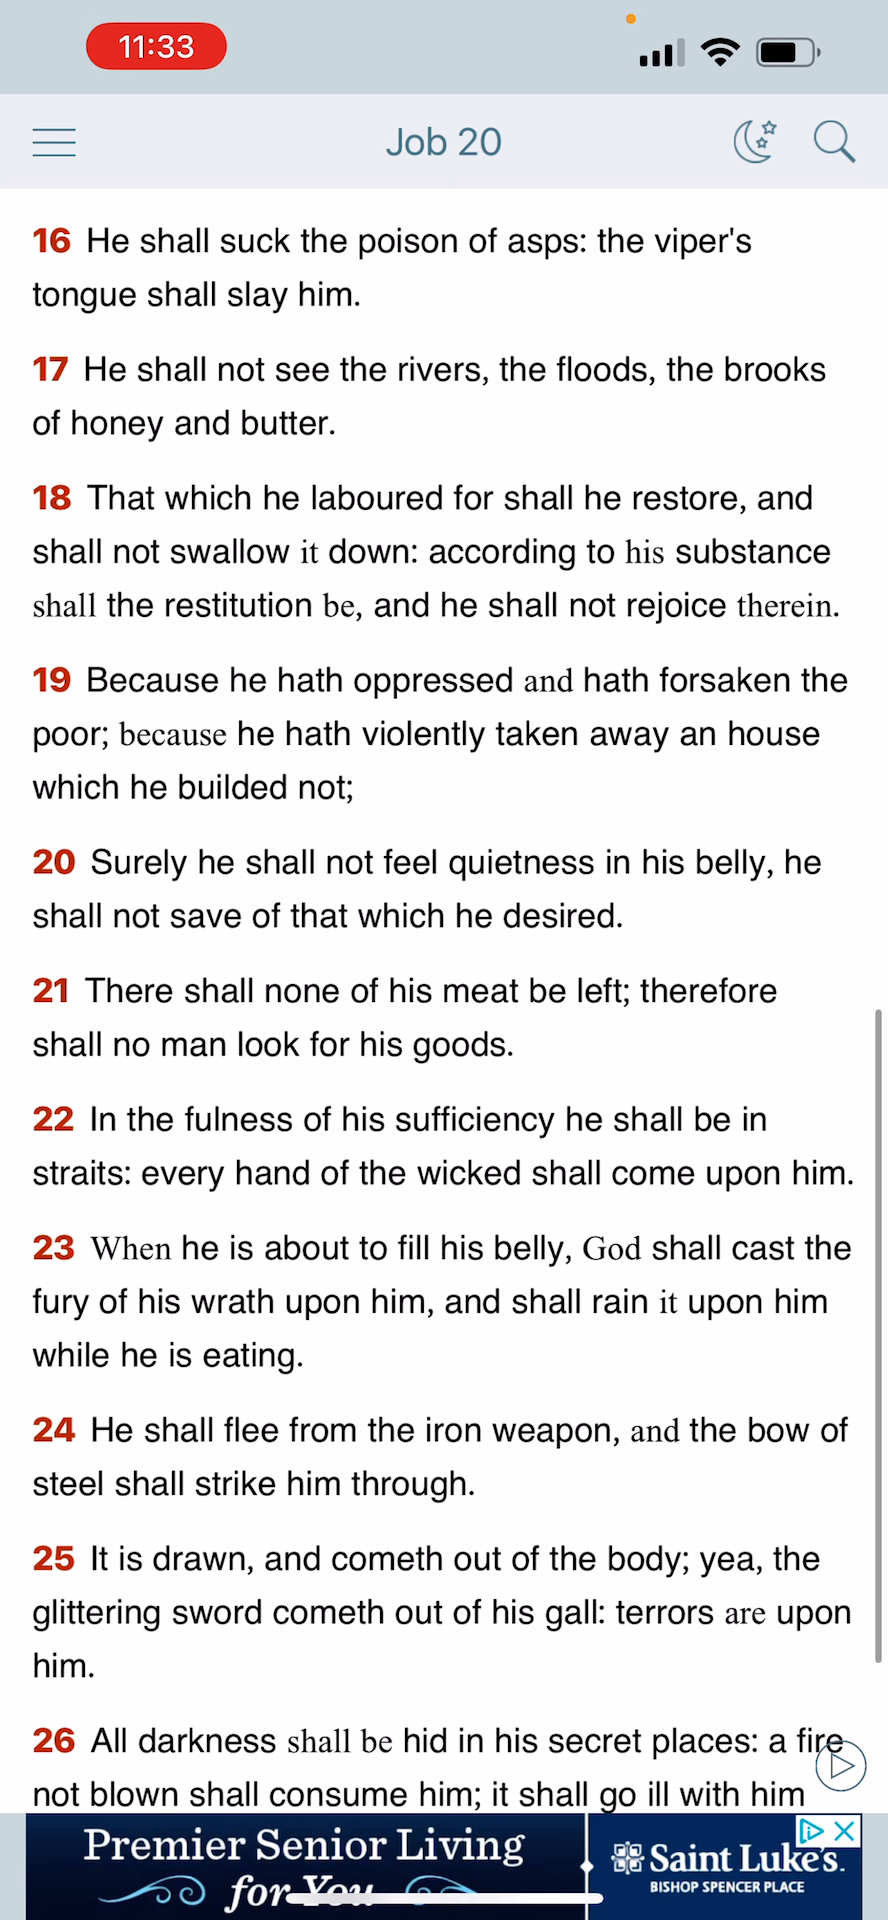 11:33
Job 20
16 He shall suck the poison of asps: the viper's
tongue shall slay him.
17 He shall not see the rivers, the floods, the brooks
of honey and butter.
18 That which he laboured for shall he restore, and
shall not swallow it down: according to his substance
shall the restitution be, and he shall not rejoice therein.
19 Because he hath oppressed and hath forsaken the
poor; because he hath violently taken away an house
which he builded not;
20 Surely he shall not feel quietness in his belly, he
shall not save of that which he desired.
21 There shall none of his meat be left; therefore
shall no man look for his goods.
22 In the fulness of his sufficiency he shall be in
straits: every hand of the wicked shall come upon him.
23 When he is about to fill his belly, God shall cast the
fury of his wrath upon him, and shall rain it upon him
while he is eating.
24 He shall flee from the iron weapon, and the bow of
steel shall strike him through.
25 It is drawn, and cometh out of the body; yea, the
glittering sword cometh out of his gall: terrors are upon
him.
26 All darkness shall be hid in his secret places: a fire
not blown shall consume him; it shall go ill with him
Premier Senior Living
for You
Saint Luke's.
BISHOP SPENCER PLACE